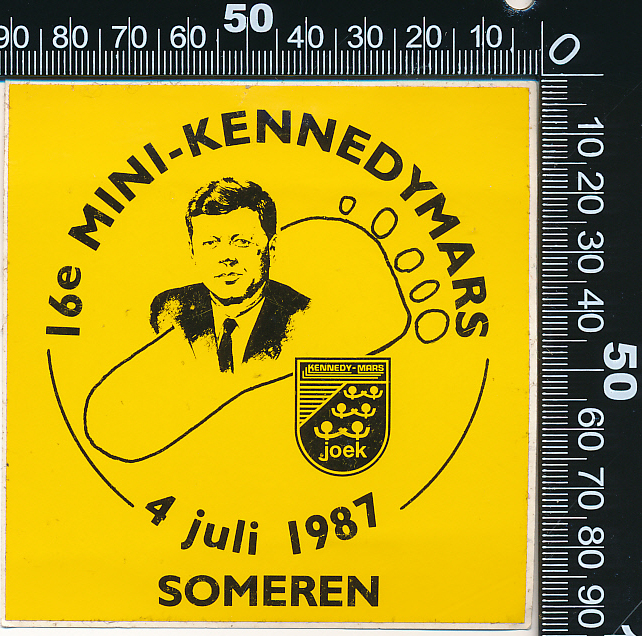 90 80 70 60 50 40 30 20 10 0
10 20 30 40 50 60 70 80 90
16e MINI-KENNEDYMARS
KENNEDY-MARS
joek
4 juli 1987
SOMEREN